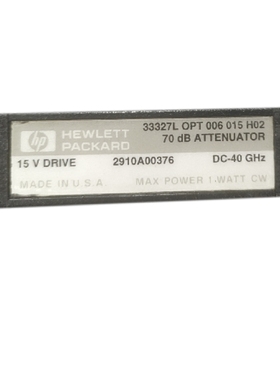 hp HEWLETT PACKARD
33327L OPT 006 015 H02
70 dB ATTENUATOR
15 V DRIVE 2910A00376 DC-40 GHz
MADE IN U.S.A MAX POWER 1-WATT CW